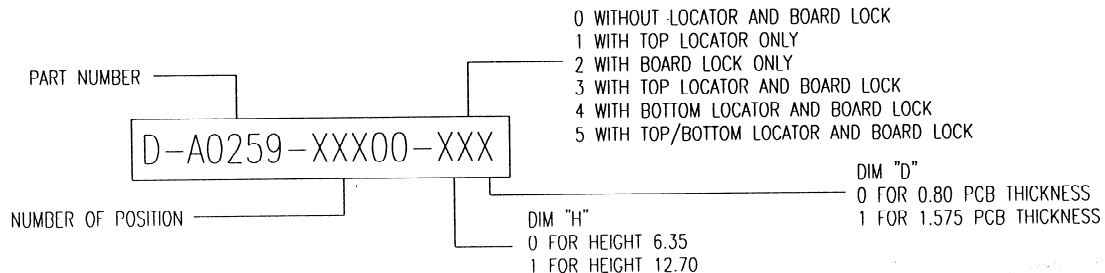 0 WITHOUT LOCATOR AND BOARD LOCK
1 WITH TOP LOCATOR ONLY
2 WITH BOARD LOCK ONLY
3 WITH TOP LOCATOR AND BOARD LOCK
4 WITH BOTTOM LOCATOR AND BOARD LOCK
5 WITH TOP/BOTTOM LOCATOR AND BOARD LOCK
PART NUMBER
D-A0259-XXX00-XXX
DIM "D"
0 FOR 0.80 PCB THICKNESS
1 FOR 1.575 PCB THICKNESS
NUMBER OF POSITION
DIM "H"
0 FOR HEIGHT 6.35
1 FOR HEIGHT 12.70